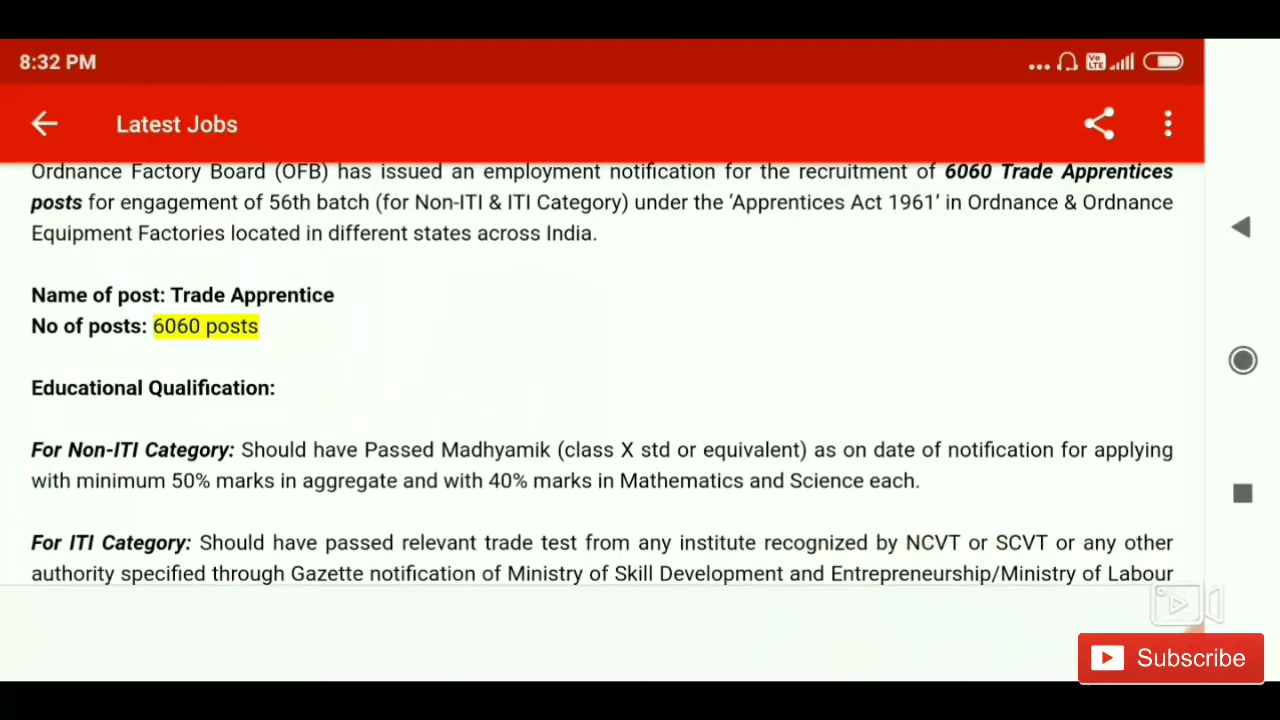 8:32 PM
Vo
LTE
Latest Jobs
Ordnance Factory Board (OFB) has issued an employment notification for the recruitment of 6060 Trade Apprentices
posts for engagement of 56th batch (for Non-ITI & ITI Category) under the ‘Apprentices Act 1961’ in Ordnance & Ordnance
Equipment Factories located in different states across India.
Name of post: Trade Apprentice
No of posts: 6060 posts
Educational Qualification:
For Non-ITI Category: Should have Passed Madhyamik (class X std or equivalent) as on date of notification for applying
with minimum 50% marks in aggregate and with 40% marks in Mathematics and Science each.
For ITI Category: Should have passed relevant trade test from any institute recognized by NCVT or SCVT or any other
authority specified through Gazette notification of Ministry of Skill Development and Entrepreneurship/Ministry of Labour
Subscribe